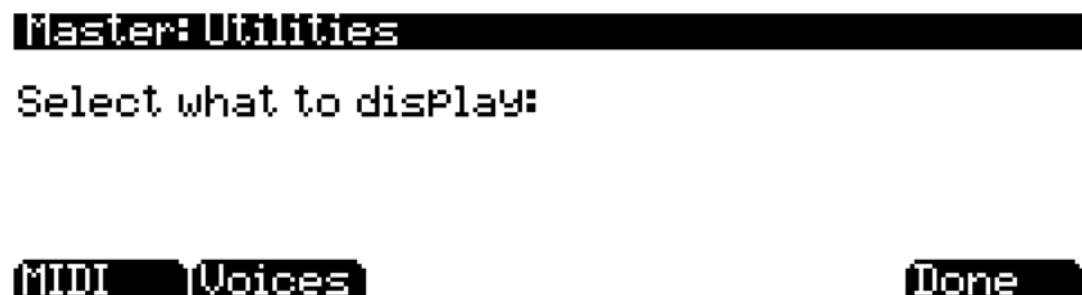 Master: Utilities
Select what to display:
MIDI Voices Done